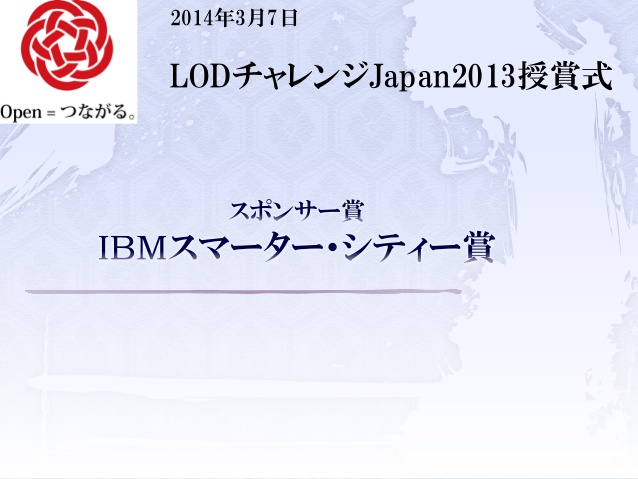 2014年3月7日
LODチャレンジJapan2013授賞式
Open = つながる。
スポンサー賞
IBMスマーター・シティー賞